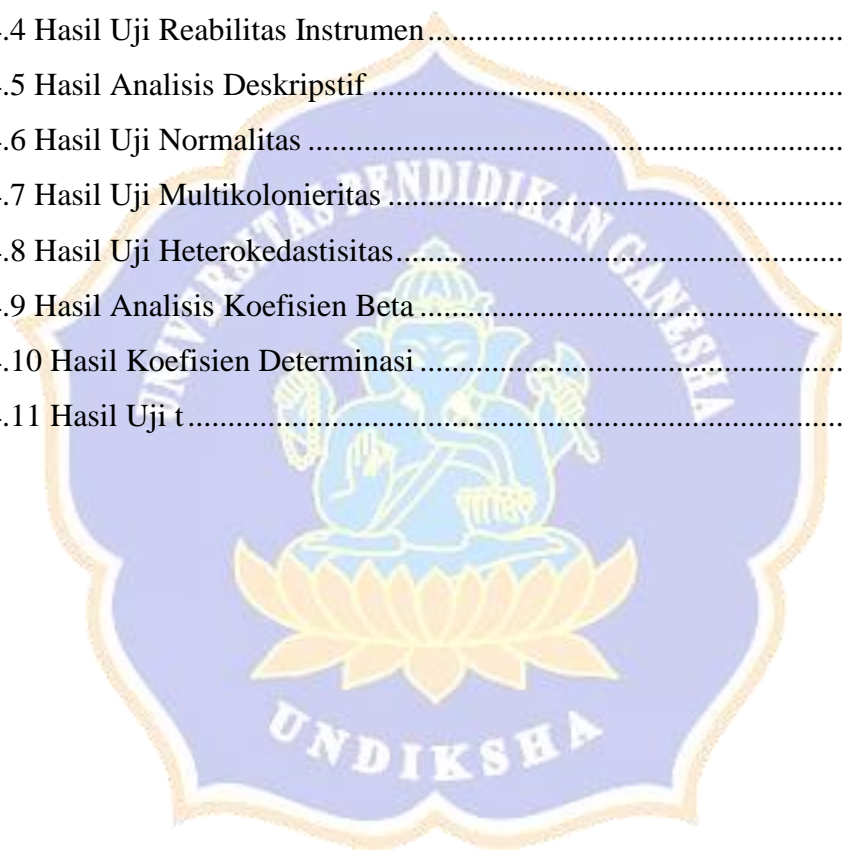 .4 Hasil Uji Reabilitas Instrumen
.5 Hasil Analisis Deskripstif
.6 Hasil Uji Normalitas
.7 Hasil Uji Multikolonieritas
.8 Hasil Uji Heterokedastisitas
.9 Hasil Analisis Koefisien Beta
.10 Hasil Koefisien Determinasi
.11 Hasil Uji t
UNIVERSITAS PENDIDIKAN GANESHA
UNDIKSHA